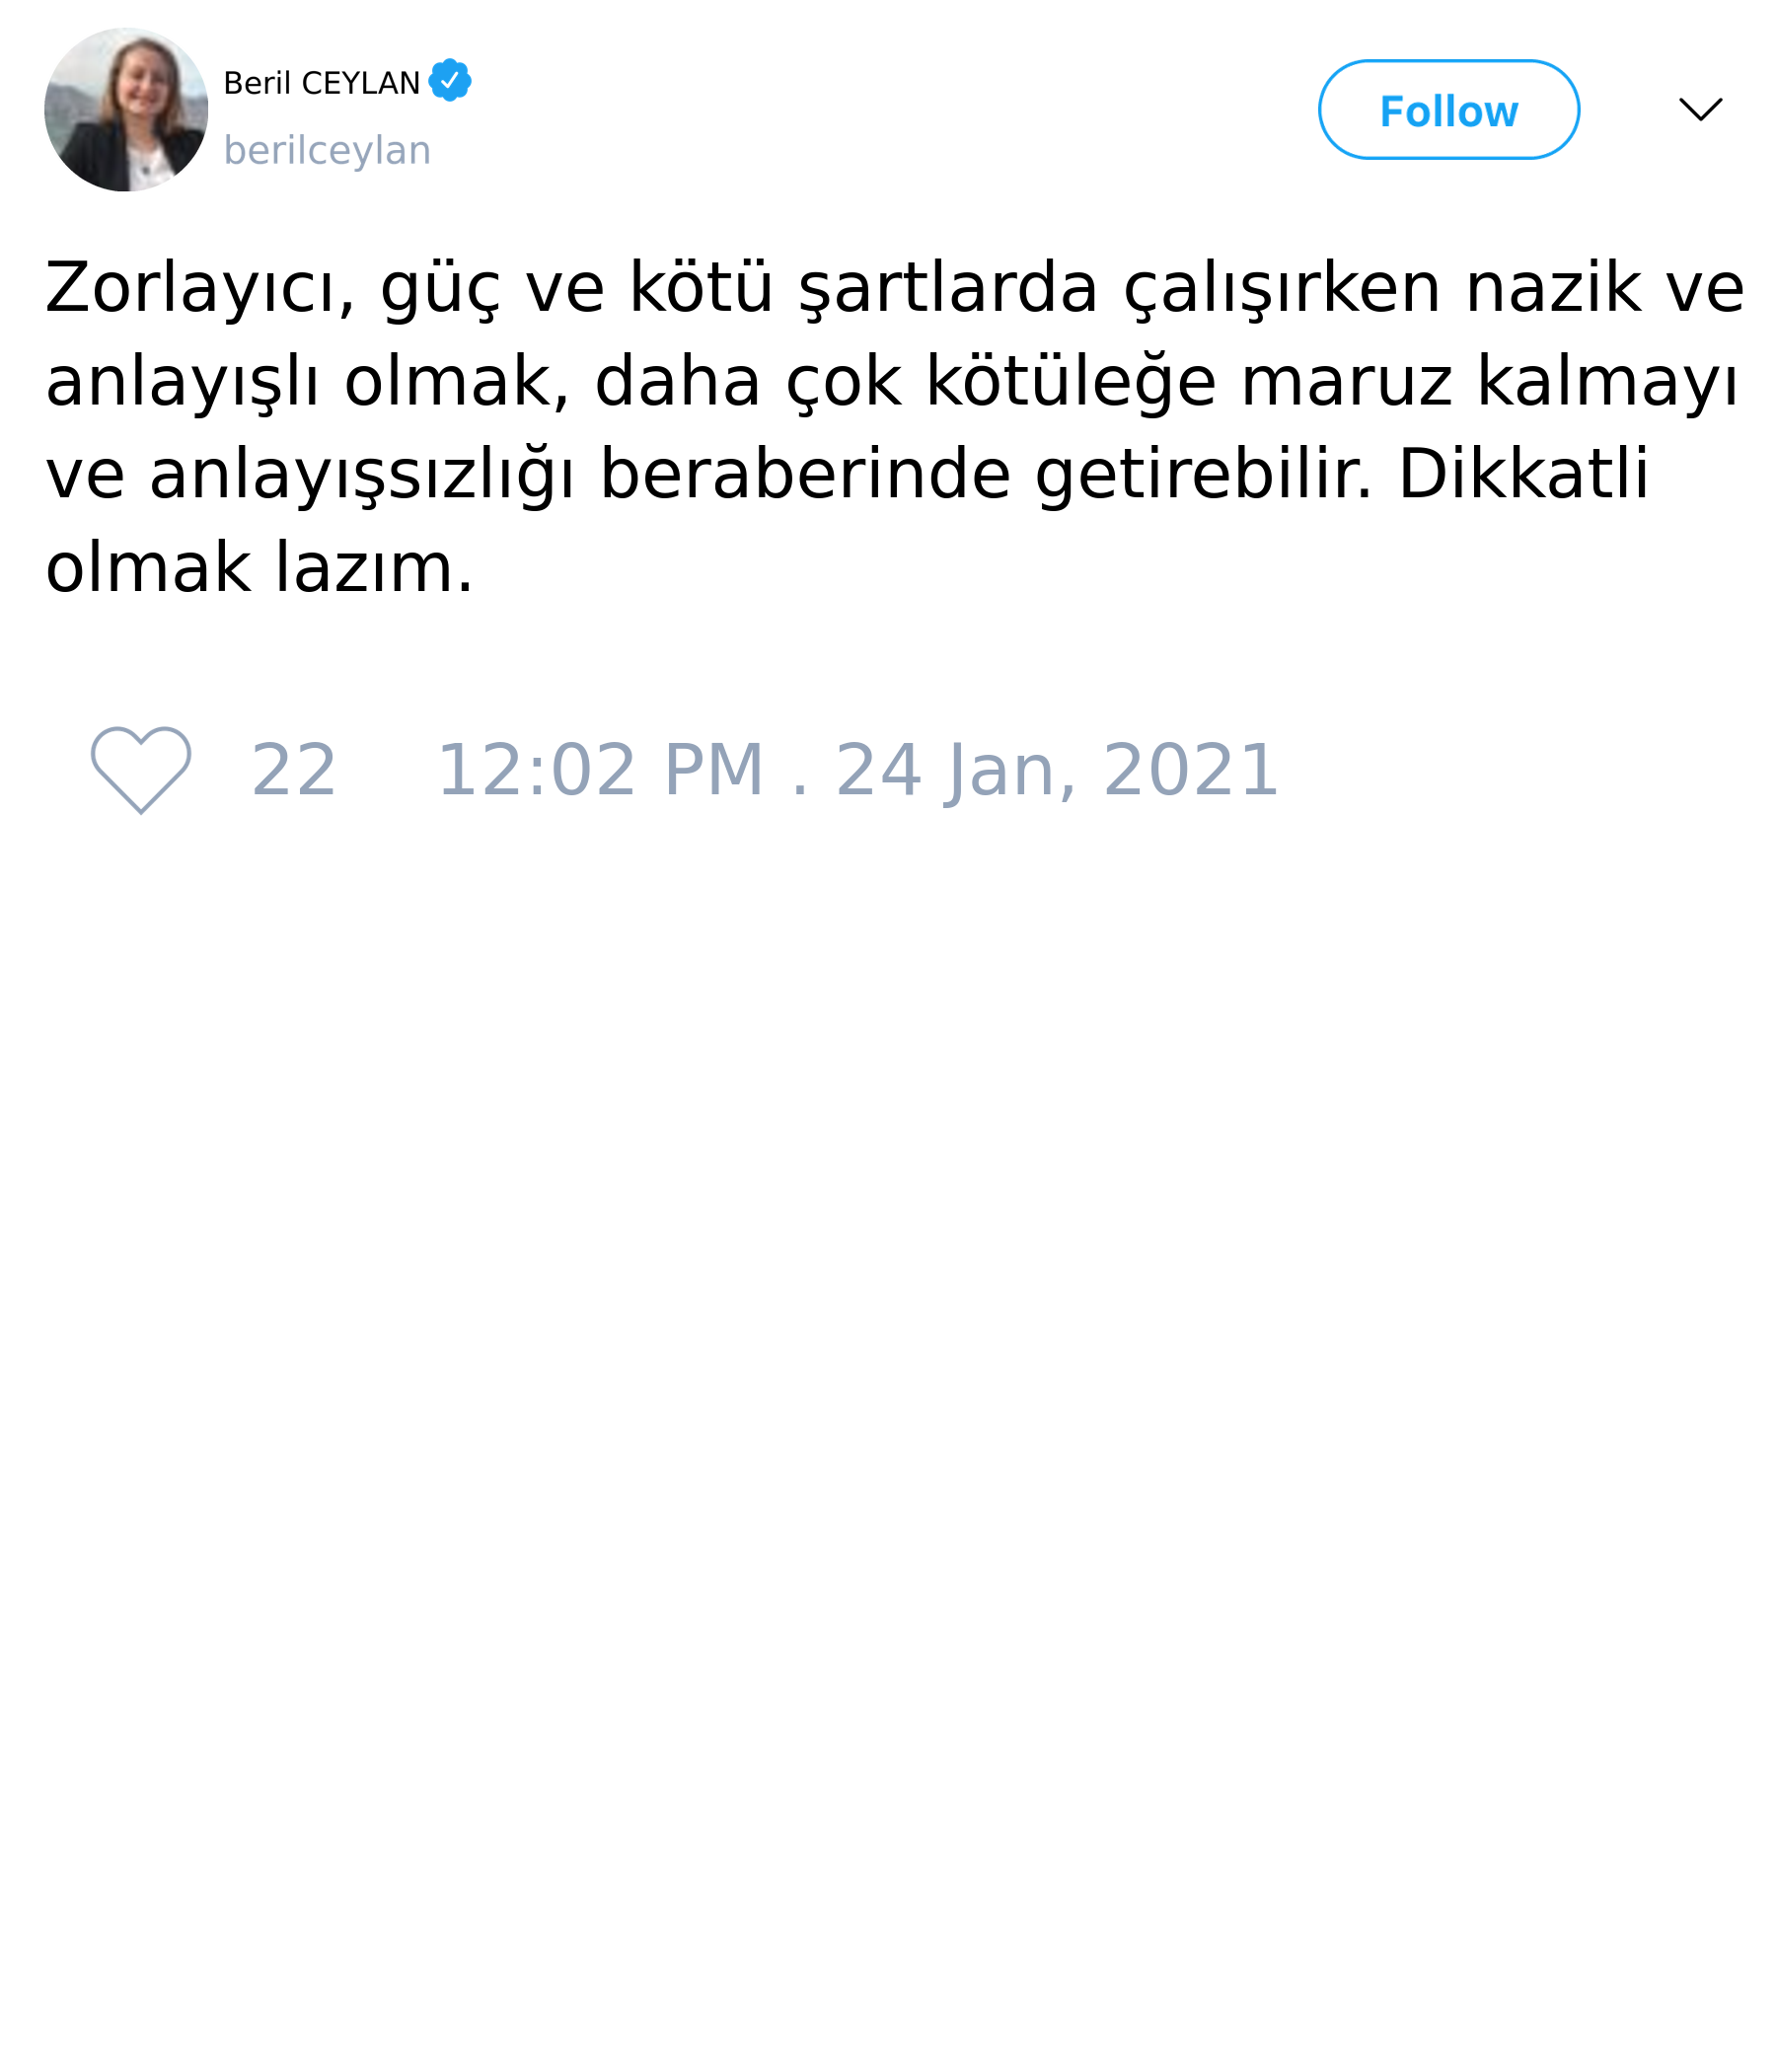 Beril CEYLAN
berilceylan
Follow
Zorlayıcı, güç ve kötü şartlarda çalışırken nazik ve
anlayışlı olmak, daha çok kötüleğe maruz kalmayı
ve anlayışsızlığı beraberinde getirebilir. Dikkatli
olmak lazım.
22 12:02 PM . 24 Jan, 2021